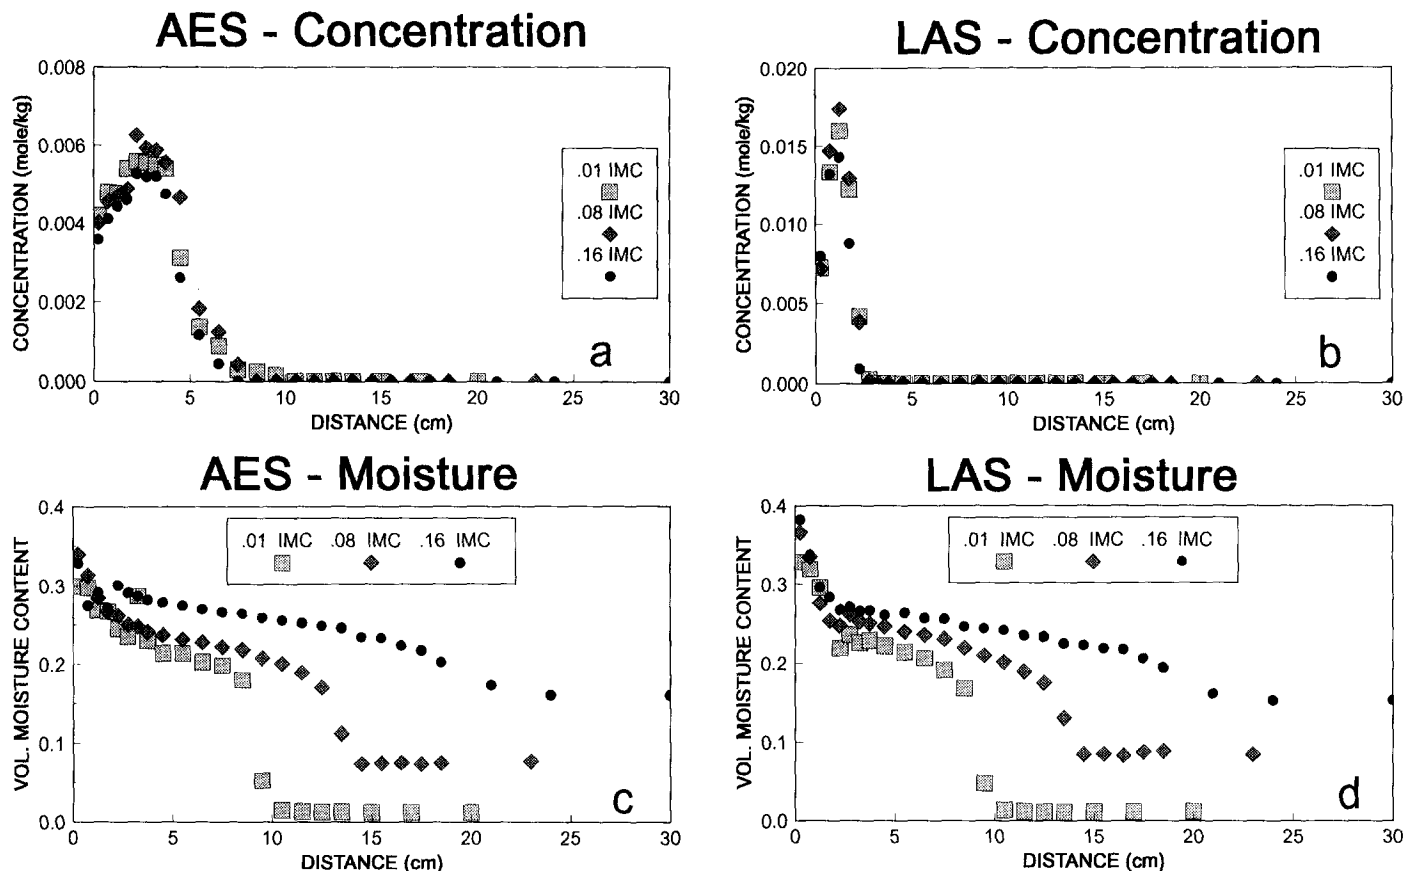 AES - Concentration
CONCENTRATION (mole/kg)
0.008
0.006
0.004
0.002
0.000
.01 IMC
.08 IMC
.16 IMC
a
0 5 10 15 20 25 30
DISTANCE (cm)
LAS - Concentration
CONCENTRATION (mole/kg)
0.020
0.015
0.010
0.005
0.000
.01 IMC
.08 IMC
.16 IMC
b
0 5 10 15 20 25 30
DISTANCE (cm)
AES - Moisture
VOL. MOISTURE CONTENT
0.4
0.3
0.2
0.1
0.0
.01 IMC .08 IMC .16 IMC
c
0 5 10 15 20 25 30
DISTANCE (cm)
LAS - Moisture
VOL. MOISTURE CONTENT
0.4
0.3
0.2
0.1
0.0
.01 IMC .08 IMC .16 IMC
d
0 5 10 15 20 25 30
DISTANCE (cm)